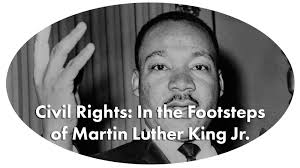 Civil Rights: In the Footsteps
of Martin Luther King Jr.